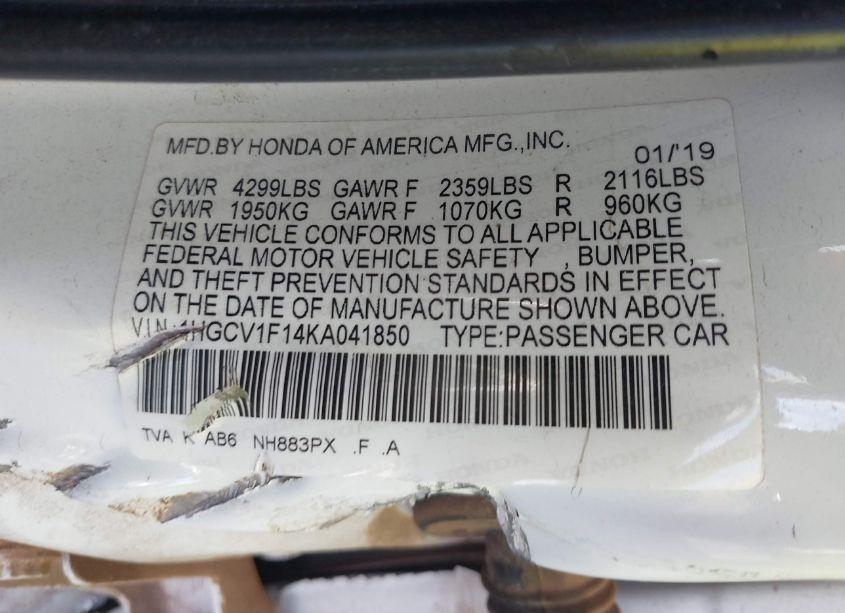 MFD.BY HONDA OF AMERICA MFG.,INC. 01/'19
GVWR 4299LBS GAWR F 2359LBS R 2116LBS
GVWR 1950KG GAWR F 1070KG R 960KG
THIS VEHICLE CONFORMS TO ALL APPLICABLE
FEDERAL MOTOR VEHICLE SAFETY , BUMPER,
AND THEFT PREVENTION STANDARDS IN EFFECT
ON THE DATE OF MANUFACTURE SHOWN ABOVE.
V.I.N.:1HGCV1F14KA041850 TYPE:PASSENGER CAR
TVA K AB6 NH883PX .F .A